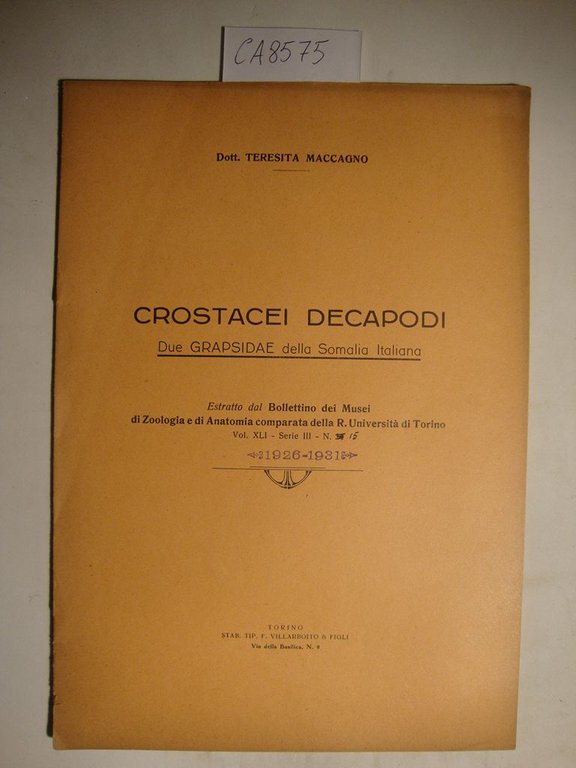 CA8575
Dott. TERESITA MACCAGNO
CROSTACEI DECAPODI
Due GRAPSIDAE della Somalia Italiana
Estratto dal Bollettino dei Musei
di Zoologia e di Anatomia comparata della R. Università di Torino
Vol. XLI - Serie III - N. 15
1926-1931
TORINO
STAB. TIP. F. VILLARBOITO & FIGLI
Via della Basilica, N. 9